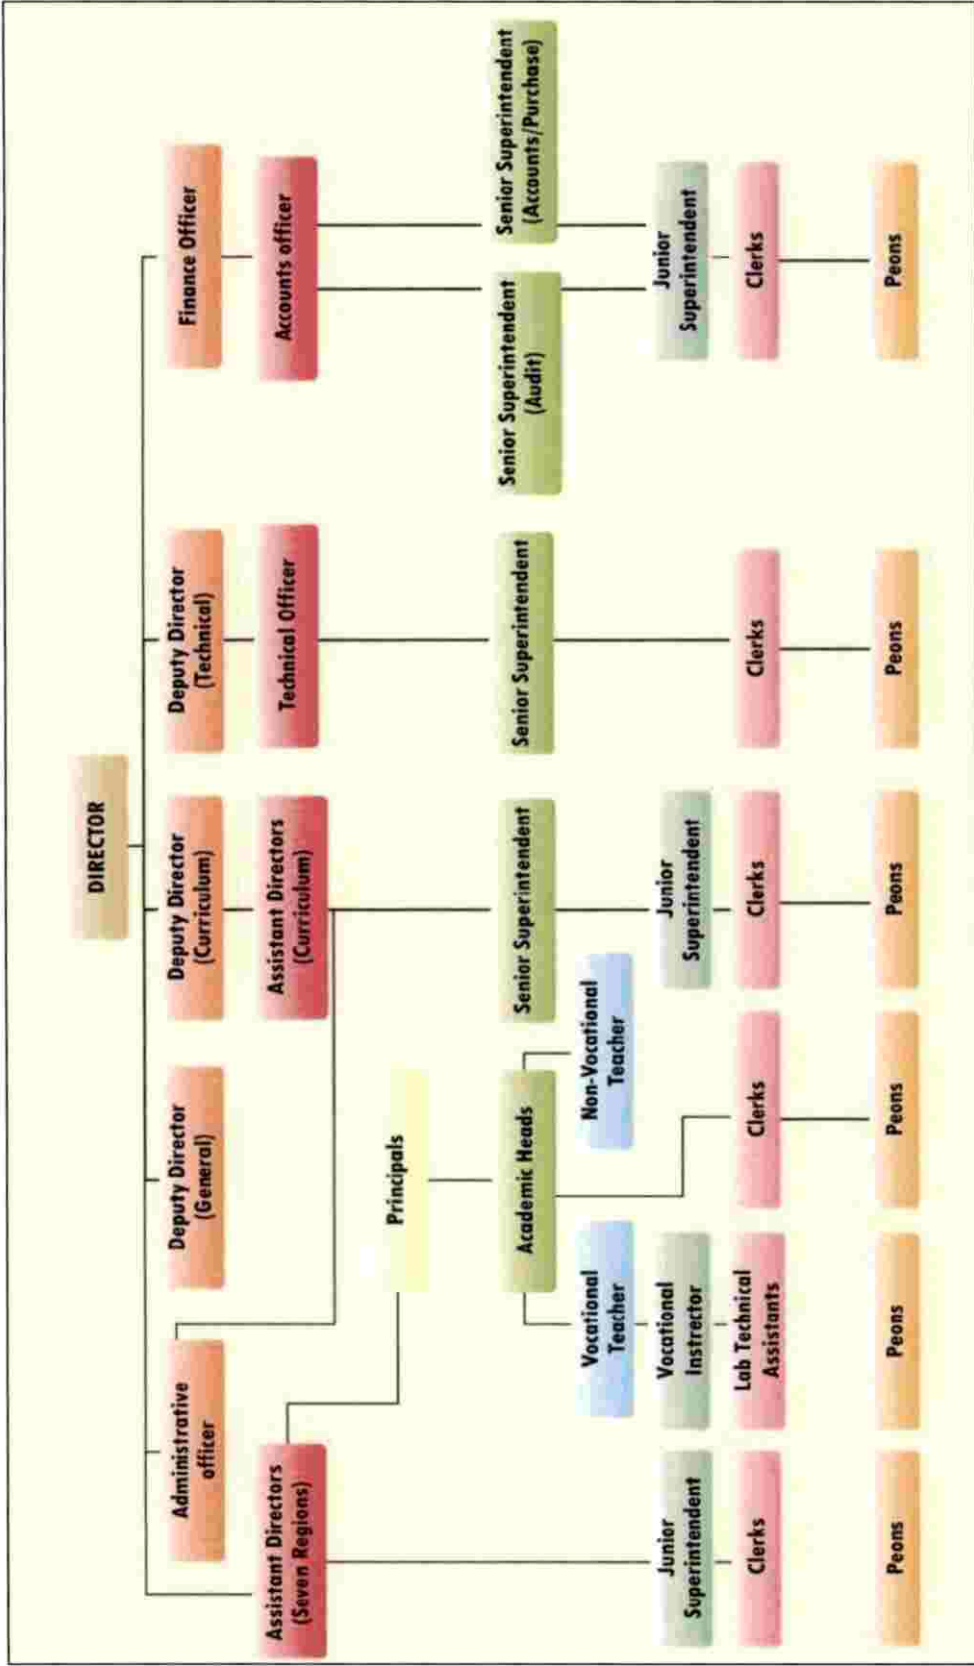 DIRECTOR
Administrative
officer
Deputy Director
(General)
Deputy Director
(Curriculum)
Deputy Director
(Technical)
Finance Officer
Assistant Directors
(Seven Regions)
Assistant Directors
(Curriculum)
Technical Officer
Accounts officer
Principals
Academic Heads
Senior Superintendent
Senior Superintendent
Senior Superintendent
(Audit)
Senior Superintendent
(Accounts/Purchase)
Vocational
Teacher
Non-Vocational
Teacher
Junior
Superintendent
Vocational
Instrector
Junior
Superintendent
Junior
Superintendent
Clerks
Lab Technical
Assistants
Clerks
Clerks
Clerks
Clerks
Peons
Peons
Peons
Peons
Peons
Peons